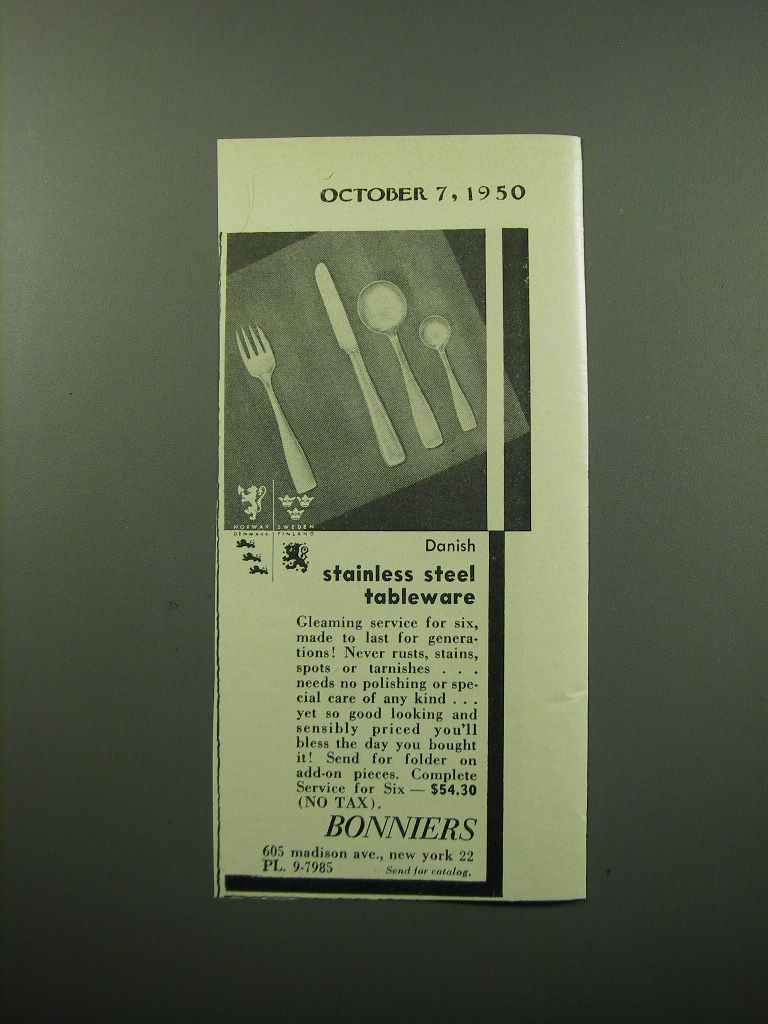 OCTOBER 7, 1950
NORWAY SWEDEN
DENMARK FINLAND
Danish
stainless steel
tableware
Gleaming service for six,
made to last for genera-
tions! Never rusts, stains,
spots or tarnishes . . .
needs no polishing or spe-
cial care of any kind . . .
yet so good looking and
sensibly priced you'll
bless the day you bought
it! Send for folder on
add-on pieces. Complete
Service for Six — $54.30
(NO TAX).
BONNIERS
605 madison ave., new york 22
PL. 9-7985 Send for catalog.